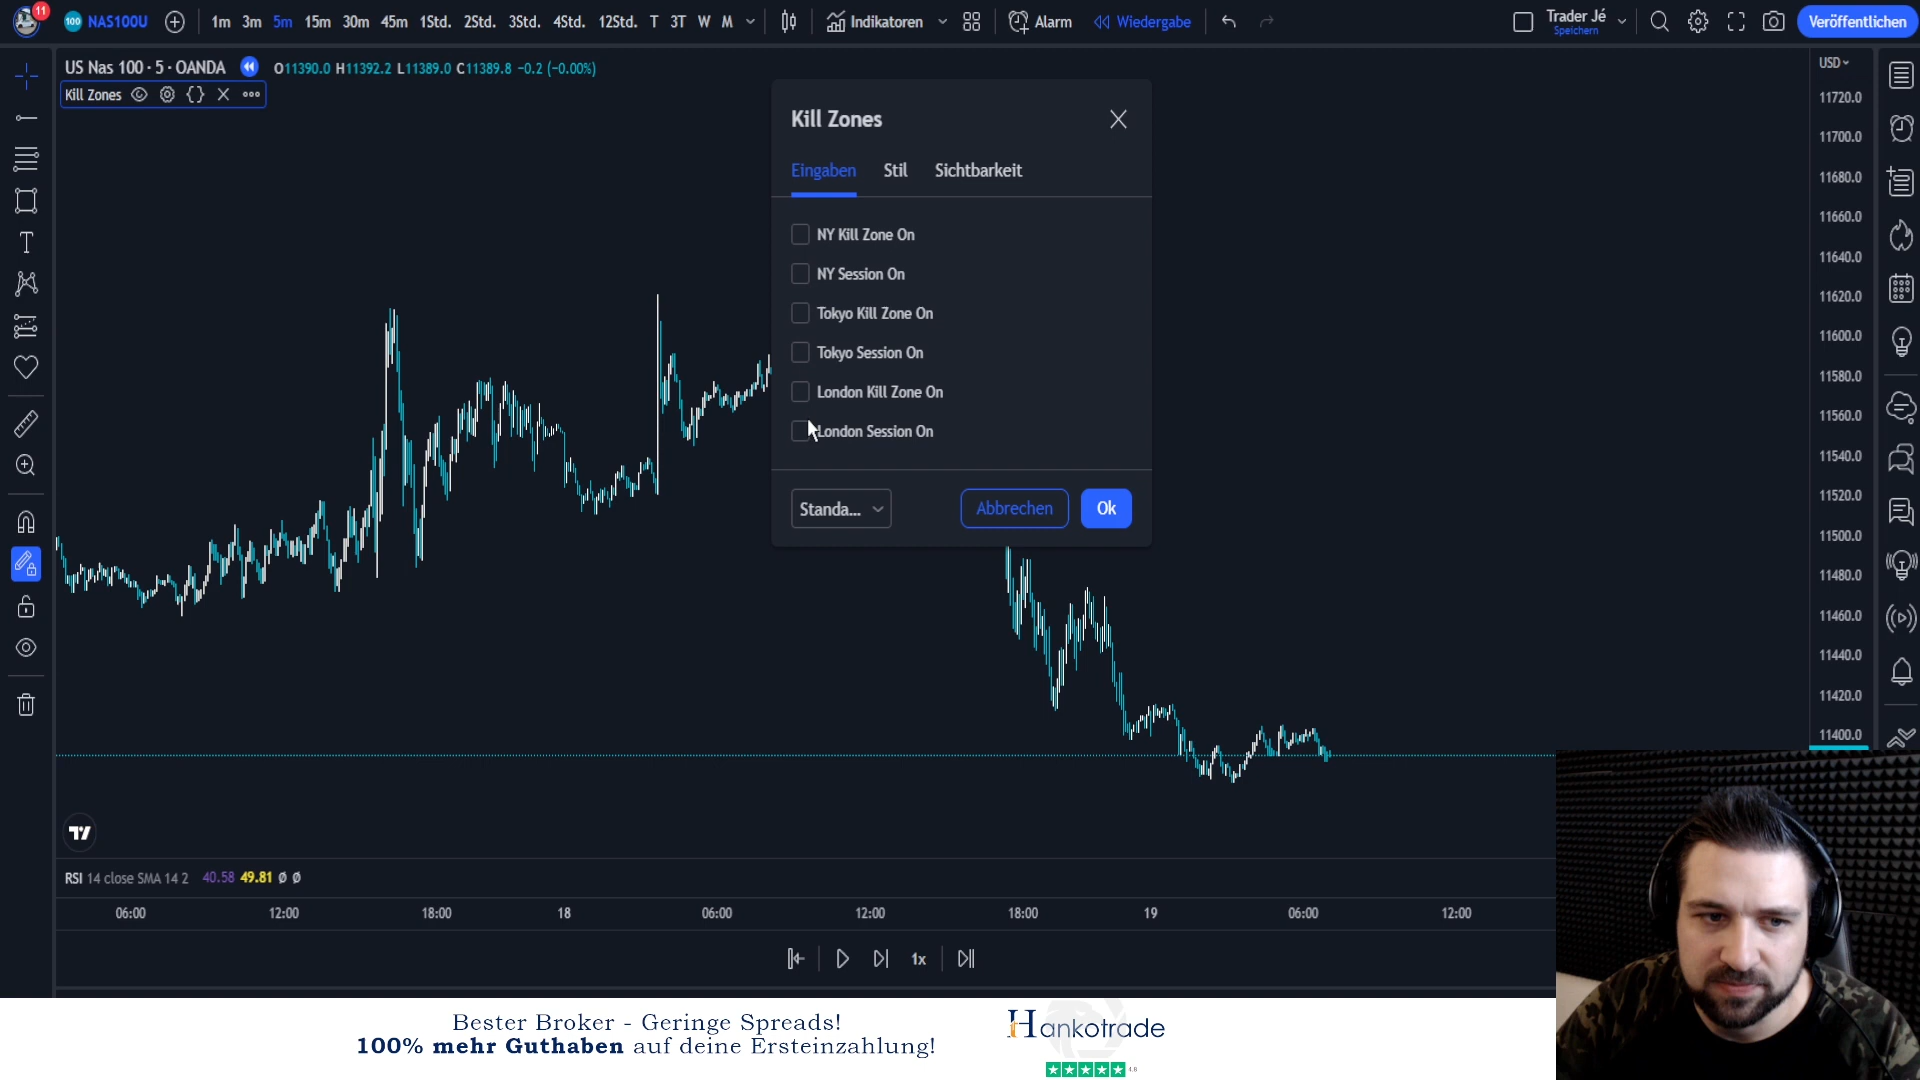 11
100 NAS100U 1m 3m 5m 15m 30m 45m 1Std. 2Std. 3Std. 4Std. 12Std. T 3T W M Indikatoren Alarm Wiedergabe Trader Jé Veröffentlichen
Speichern
US Nas 100 · 5 · OANDA O11390.0 H11392.2 L11389.0 C11389.8 -0.2 (-0.00%)
Kill Zones
USD
11720.0
11700.0
11680.0
11660.0
11640.0
11620.0
11600.0
11580.0
11560.0
11540.0
11520.0
11500.0
11480.0
11460.0
11440.0
11420.0
11400.0
Kill Zones
Eingaben Stil Sichtbarkeit
NY Kill Zone On
NY Session On
Tokyo Kill Zone On
Tokyo Session On
London Kill Zone On
London Session On
Standa... Abbrechen Ok
RSI 14 close SMA 14 2 40.58 49.81 Ø Ø
06:00 12:00 18:00 18 06:00 12:00 18:00 19 06:00 12:00
1x
Bester Broker - Geringe Spreads!
100% mehr Guthaben auf deine Ersteinzahlung!
Hankotrade
4.8